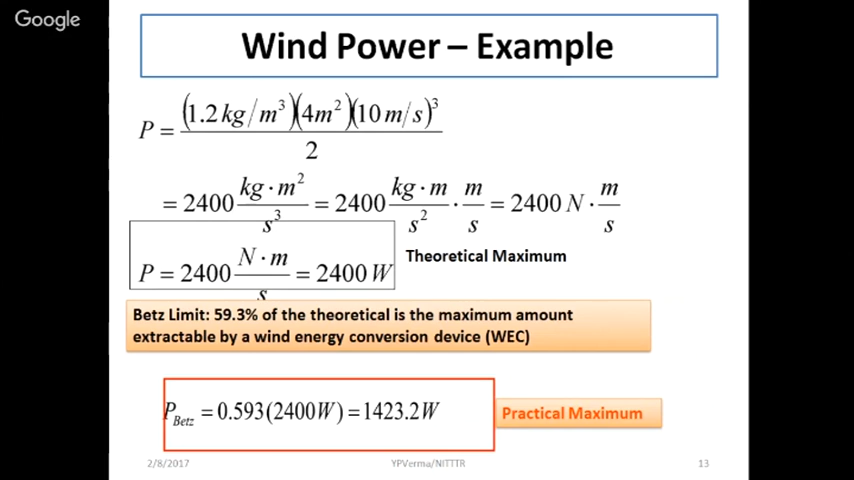 Google
Wind Power – Example
P = (1.2 kg/m³)(4m²)(10 m/s)³ / 2
= 2400 kg·m²/s³ = 2400 kg·m/s² · m/s = 2400 N · m/s
P = 2400 N·m/s = 2400 W
Theoretical Maximum
Betz Limit: 59.3% of the theoretical is the maximum amount
extractable by a wind energy conversion device (WEC)
P_Betz = 0.593(2400W) = 1423.2W
Practical Maximum
2/8/2017
YPVerma/NITTTR
13